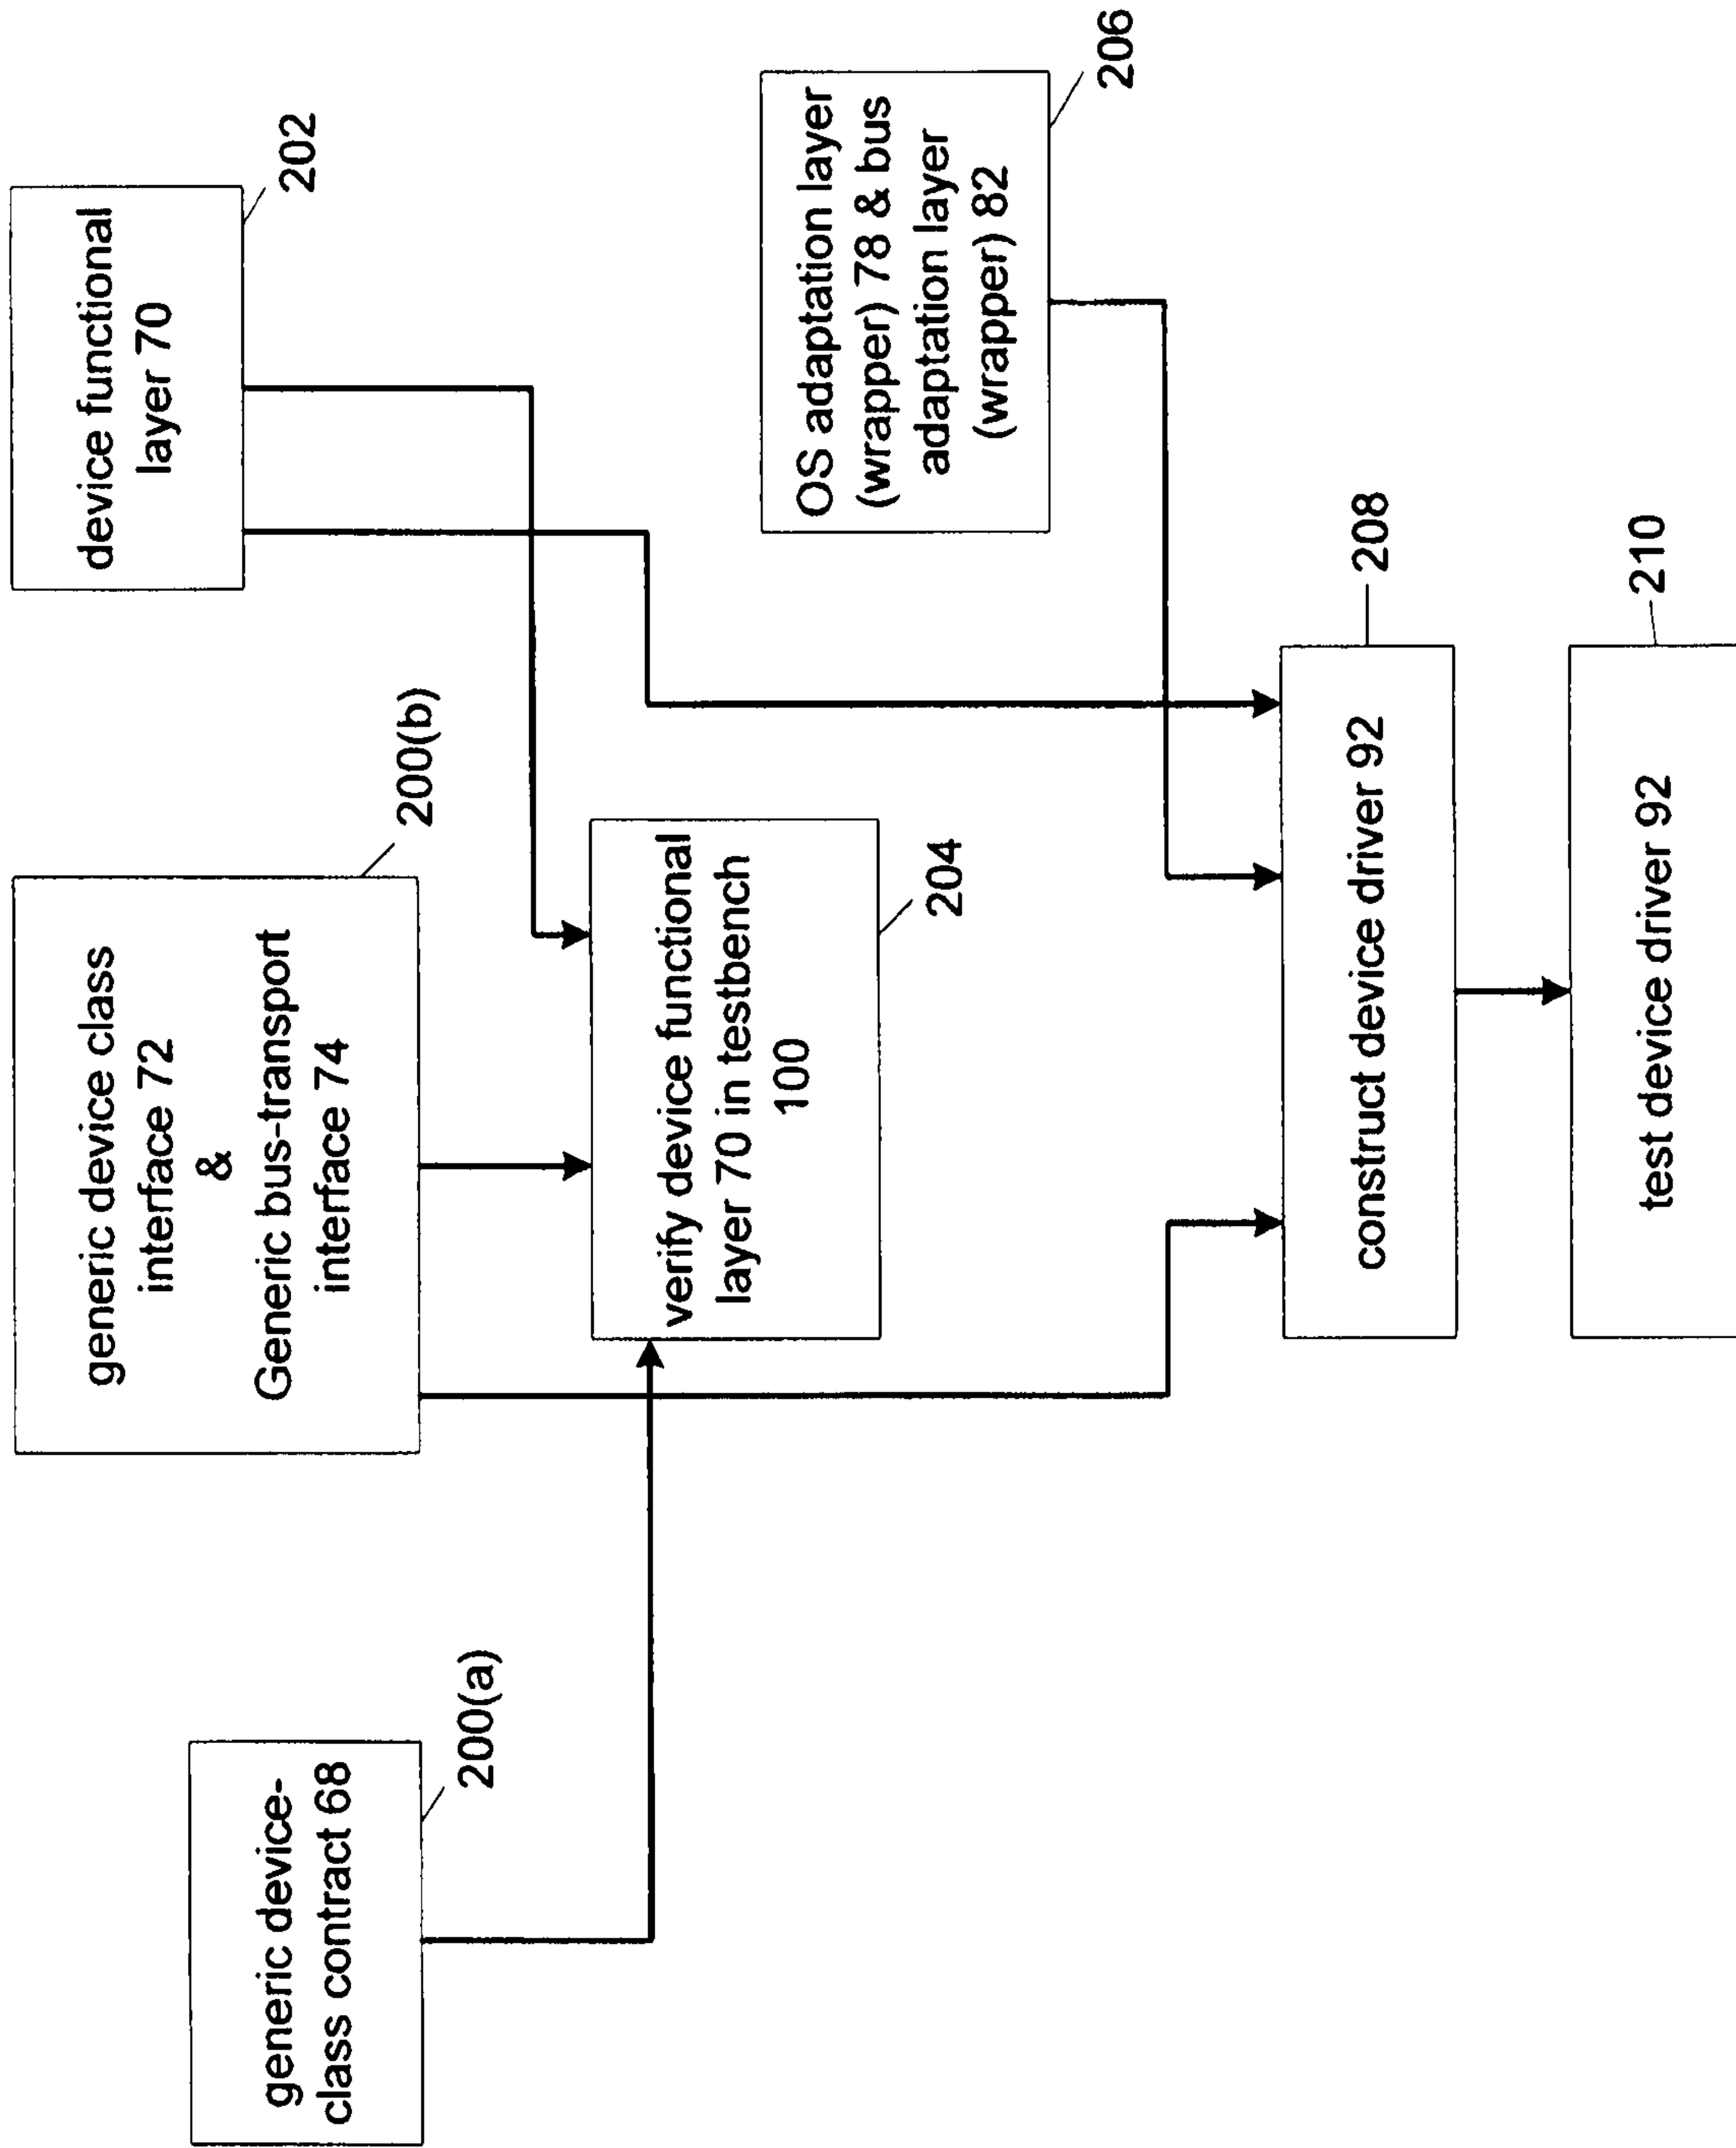 generic device-
class contract 68
200(a)
generic device class
interface 72
&
Generic bus-transport
interface 74
200(b)
device functional
layer 70
202
verify device functional
layer 70 in testbench
100
204
OS adaptation layer
(wrapper) 78 & bus
adaptation layer
(wrapper) 82
206
construct device driver 92
208
test device driver 92
210